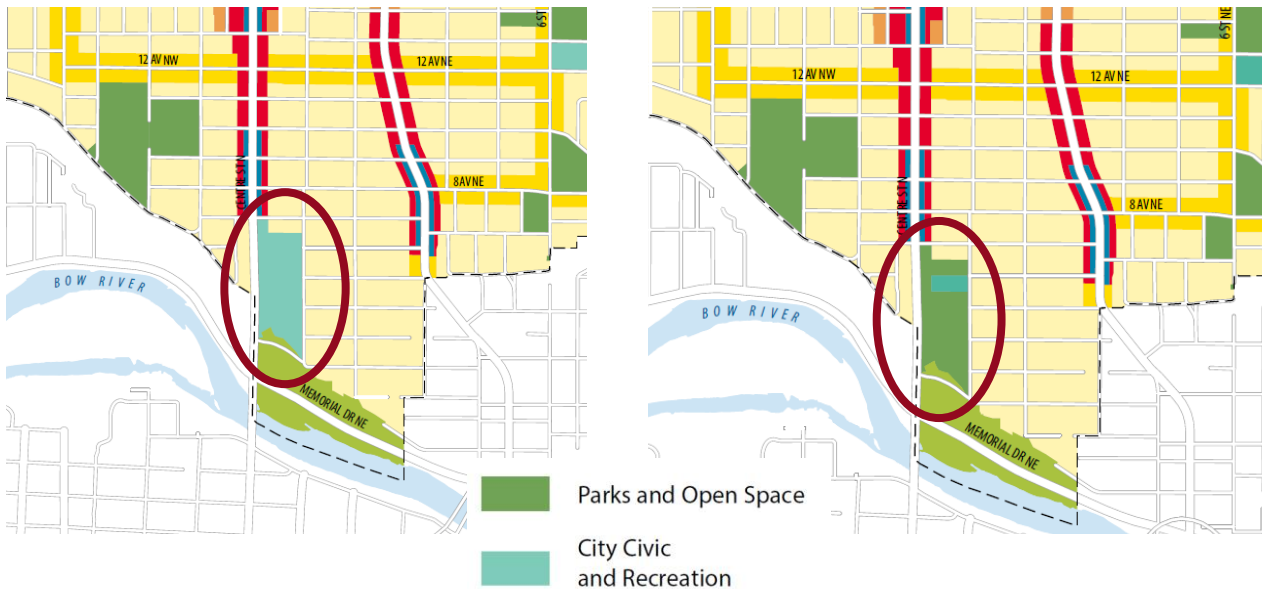 6 ST
12 AV NW
12 AV NE
CENTRE ST N
8 AV NE
BOW RIVER
MEMORIAL DR NE
6 ST NE
12 AV NW
12 AV NE
CENTRE ST N
8 AV NE
BOW RIVER
MEMORIAL DR NE
Parks and Open Space
City Civic
and Recreation